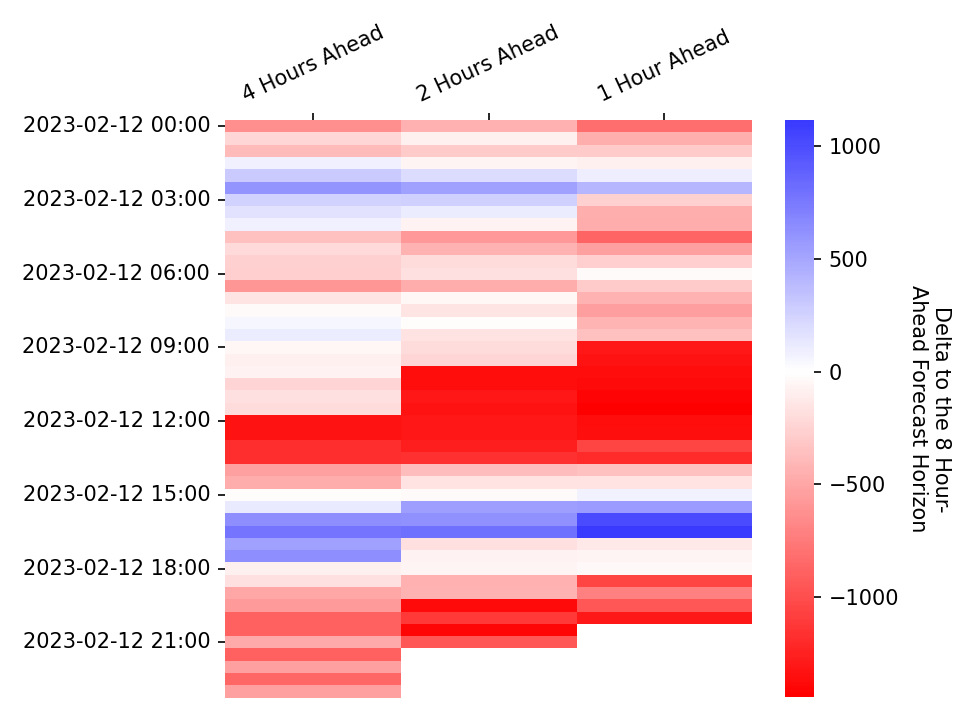 4 Hours Ahead
2 Hours Ahead
1 Hour Ahead
2023-02-12 00:00
2023-02-12 03:00
2023-02-12 06:00
2023-02-12 09:00
2023-02-12 12:00
2023-02-12 15:00
2023-02-12 18:00
2023-02-12 21:00
1000
500
0
−500
−1000
Delta to the 8 Hour-
Ahead Forecast Horizon